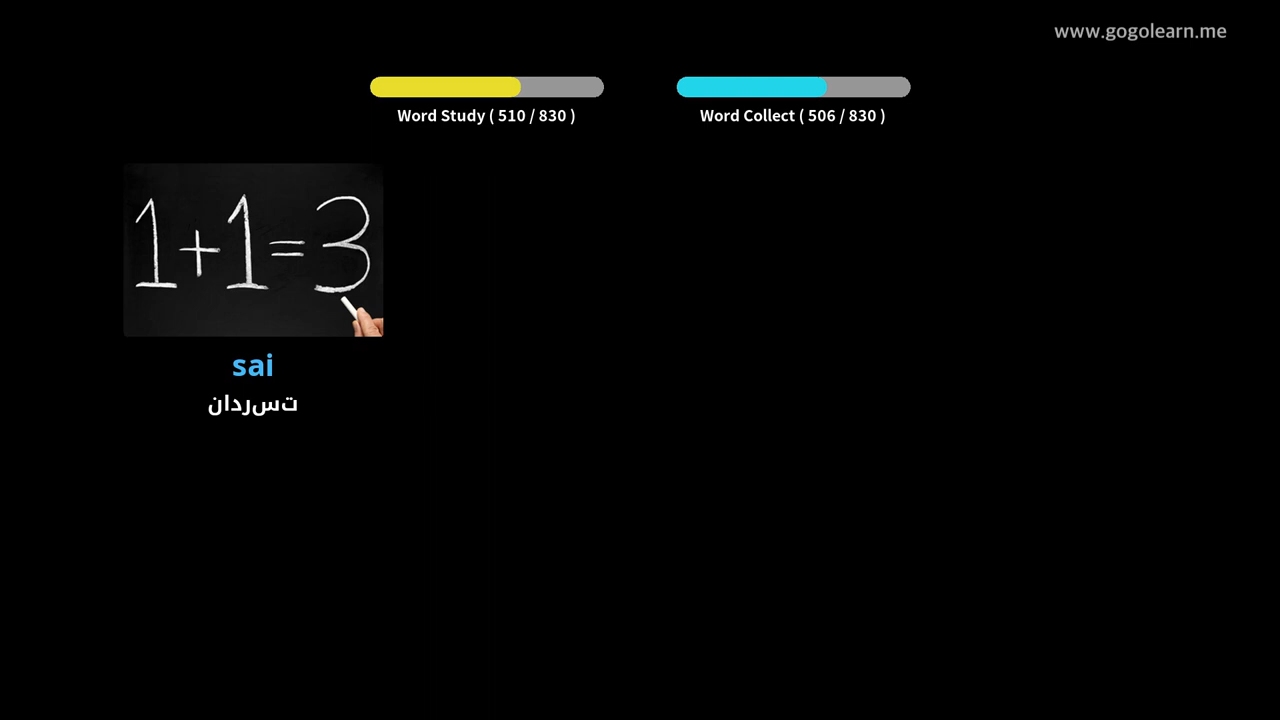 www.gogolearn.me
Word Study ( 510 / 830 )
Word Collect ( 506 / 830 )
1+1=3
sai
تسردان